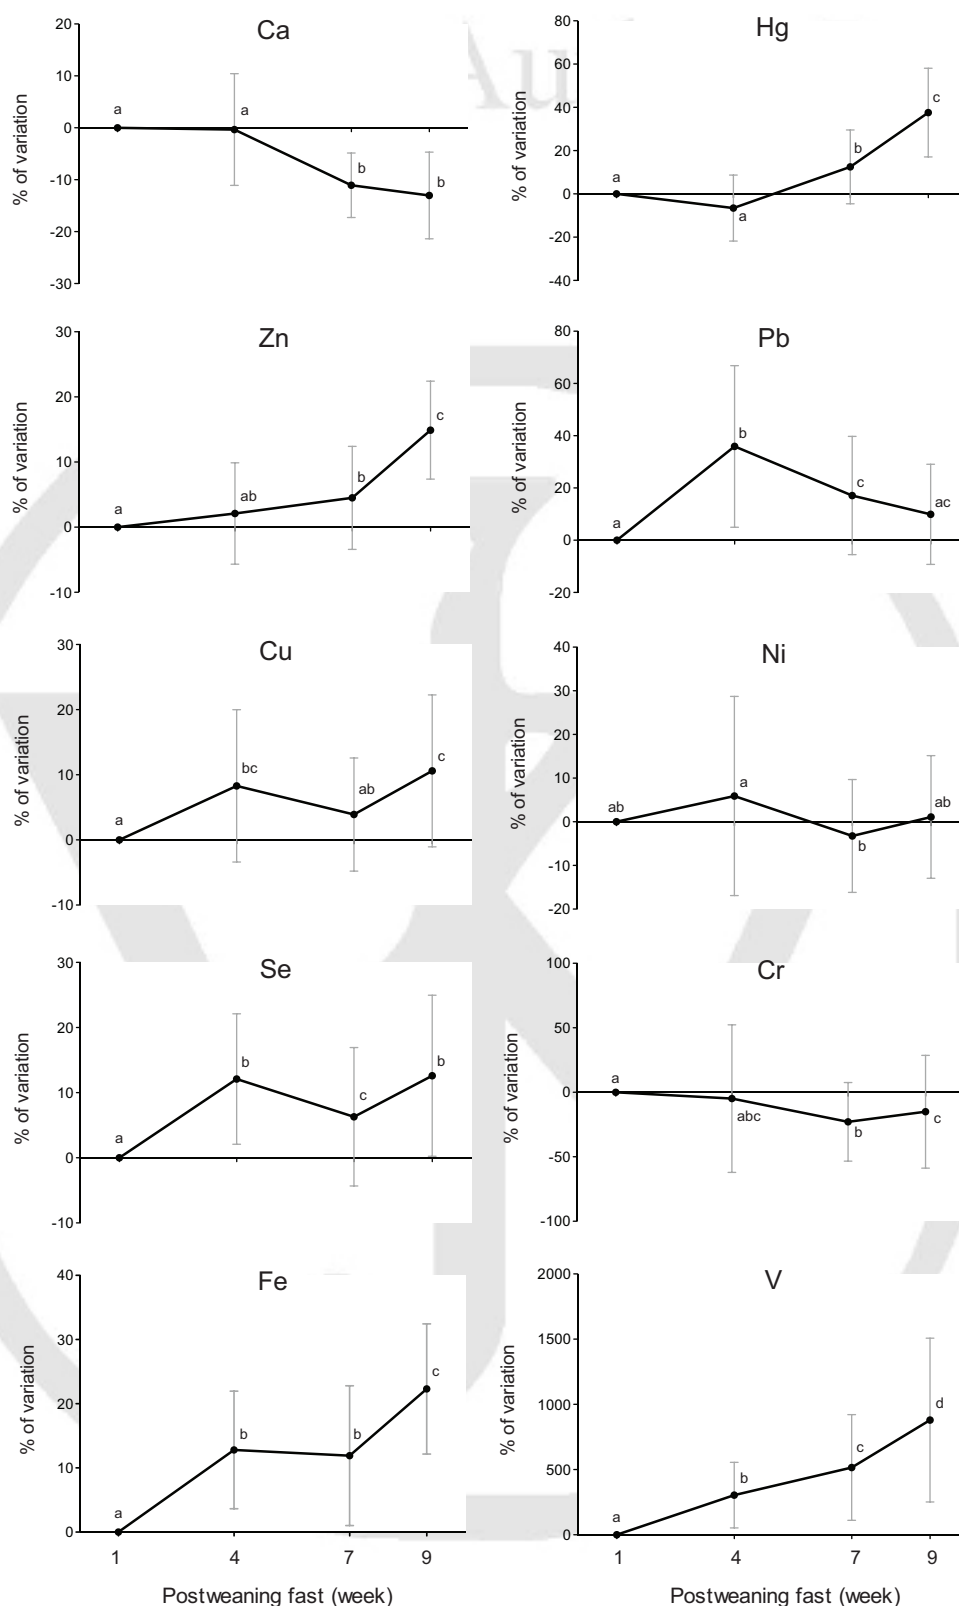 Au
Ca
% of variation
20
10
0
-10
-20
-30
a
a
b
b
Hg
% of variation
80
60
40
20
0
-20
-40
a
a
b
c
Zn
% of variation
30
20
10
0
-10
a
ab
b
c
Pb
% of variation
80
60
40
20
0
-20
a
b
c
ac
Cu
% of variation
30
20
10
0
-10
a
bc
ab
c
Ni
% of variation
40
30
20
10
0
-10
-20
ab
a
b
ab
Se
% of variation
30
20
10
0
-10
a
b
c
b
Cr
% of variation
100
50
0
-50
-100
a
abc
b
c
Fe
% of variation
40
30
20
10
0
a
b
b
c
1 4 7 9
Postweaning fast (week)
V
% of variation
2000
1500
1000
500
0
a
b
c
d
1 4 7 9
Postweaning fast (week)